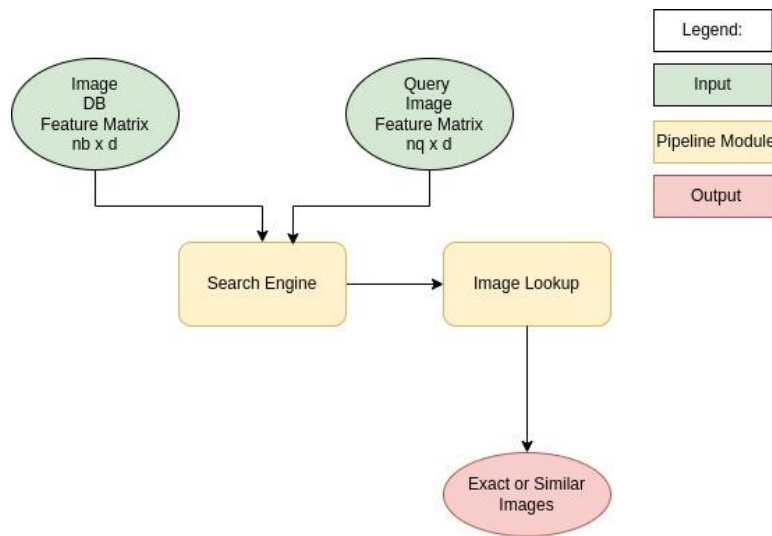 Image
DB
Feature Matrix
nb x d
Query
Image
Feature Matrix
nq x d
Legend:
Input
Pipeline Module
Output
Search Engine
Image Lookup
Exact or Similar
Images